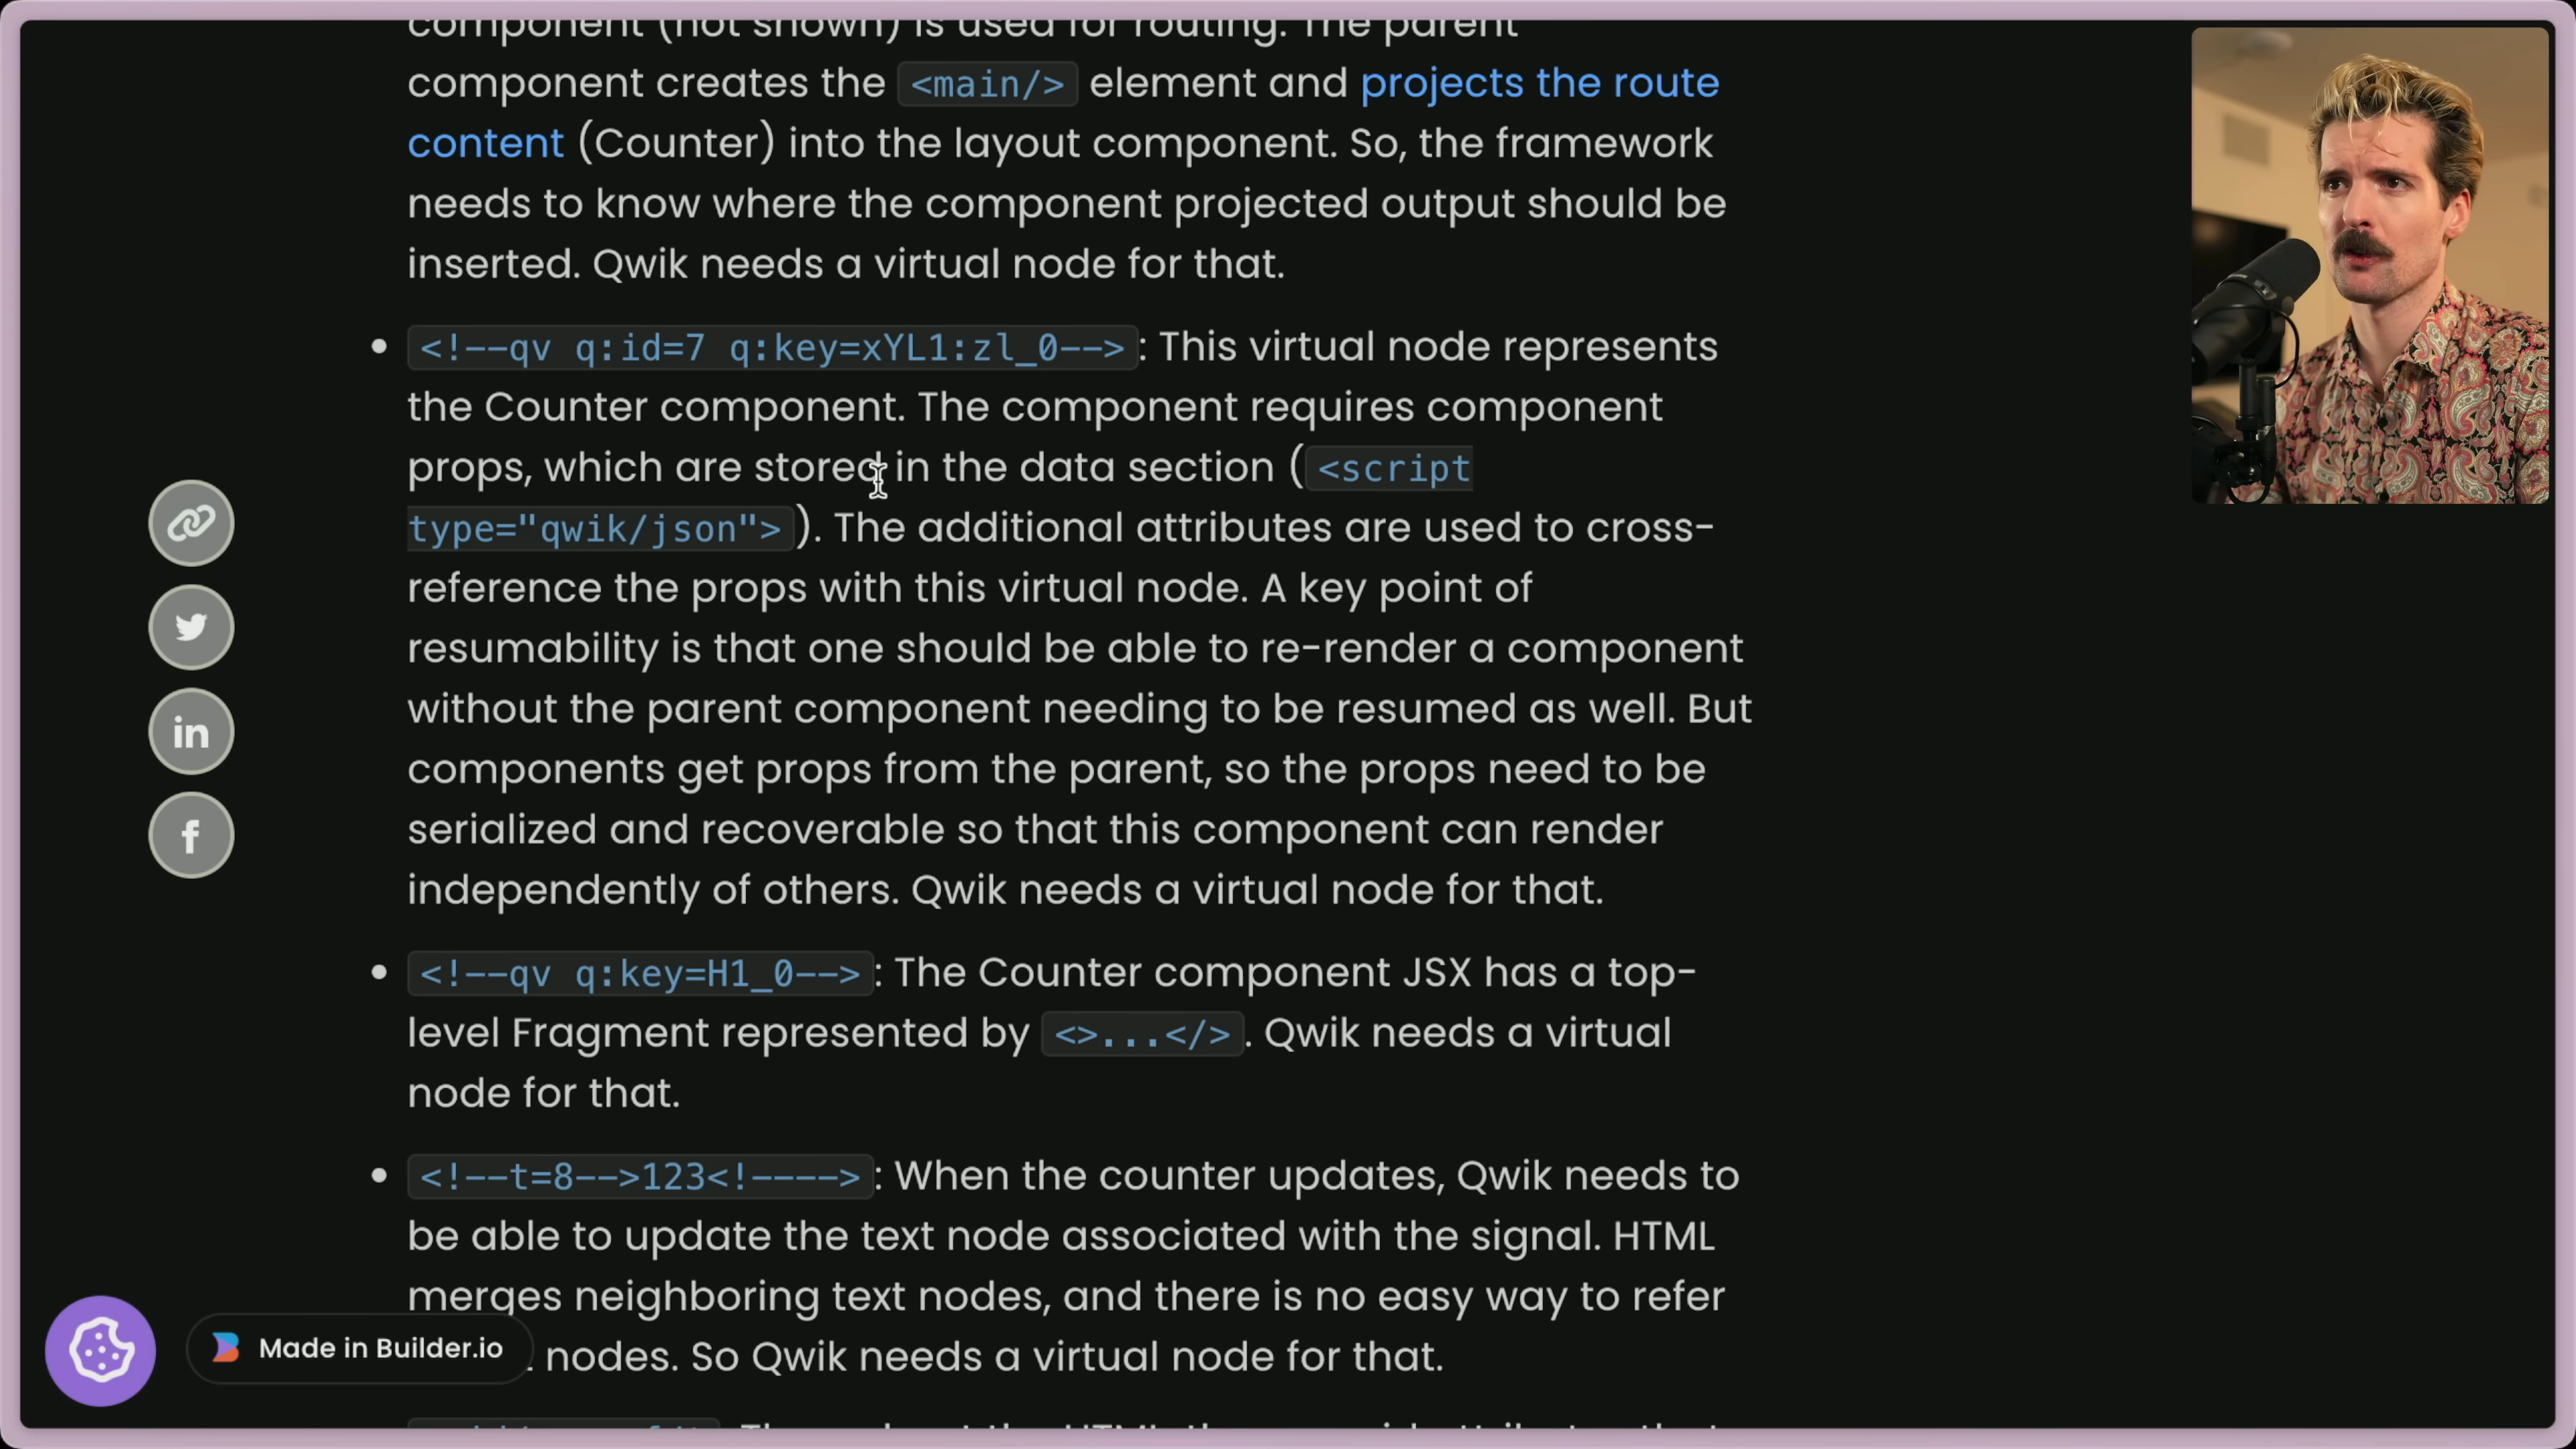 component (not shown) is used for routing. The parent
component creates the <main/> element and projects the route
content (Counter) into the layout component. So, the framework
needs to know where the component projected output should be
inserted. Qwik needs a virtual node for that.
• <!--qv q:id=7 q:key=xYL1:zl_0-->: This virtual node represents
the Counter component. The component requires component
props, which are stored in the data section (<script
type="qwik/json">). The additional attributes are used to cross-
reference the props with this virtual node. A key point of
resumability is that one should be able to re-render a component
without the parent component needing to be resumed as well. But
components get props from the parent, so the props need to be
serialized and recoverable so that this component can render
independently of others. Qwik needs a virtual node for that.
• <!--qv q:key=H1_0-->: The Counter component JSX has a top-
level Fragment represented by <>...</>. Qwik needs a virtual
node for that.
• <!--t=8-->123<!---->: When the counter updates, Qwik needs to
be able to update the text node associated with the signal. HTML
merges neighboring text nodes, and there is no easy way to refer
nodes. So Qwik needs a virtual node for that.
in
f
Made in Builder.io